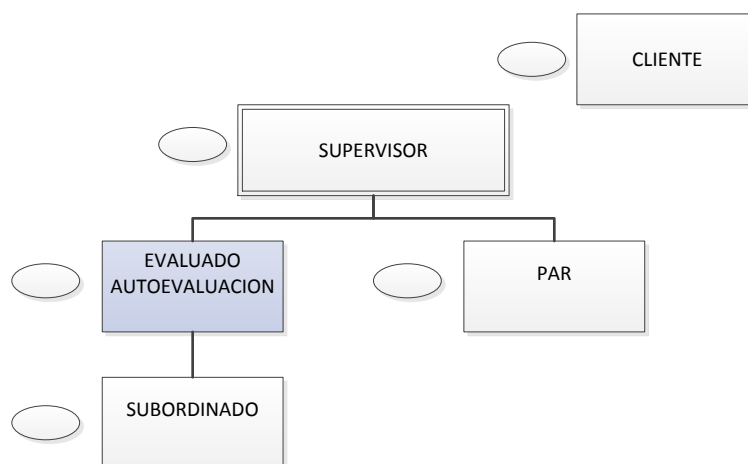 CLIENTE
SUPERVISOR
EVALUADO
AUTOEVALUACION
PAR
SUBORDINADO